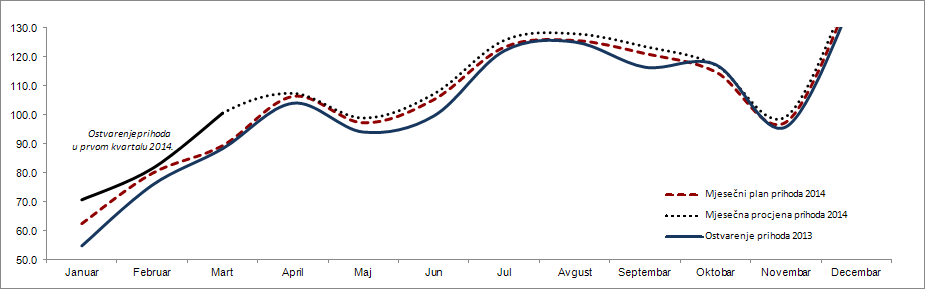 130.0
120.0
110.0
100.0
90.0
80.0
70.0
60.0
50.0
Ostvarenje prihoda
u prvom kvartalu 2014.
Mjesečni plan prihoda 2014
Mjesečna procjena prihoda 2014
Ostvarenje prihoda 2013
Januar Februar Mart April Maj Jun Jul Avgust Septembar Oktobar Novembar Decembar